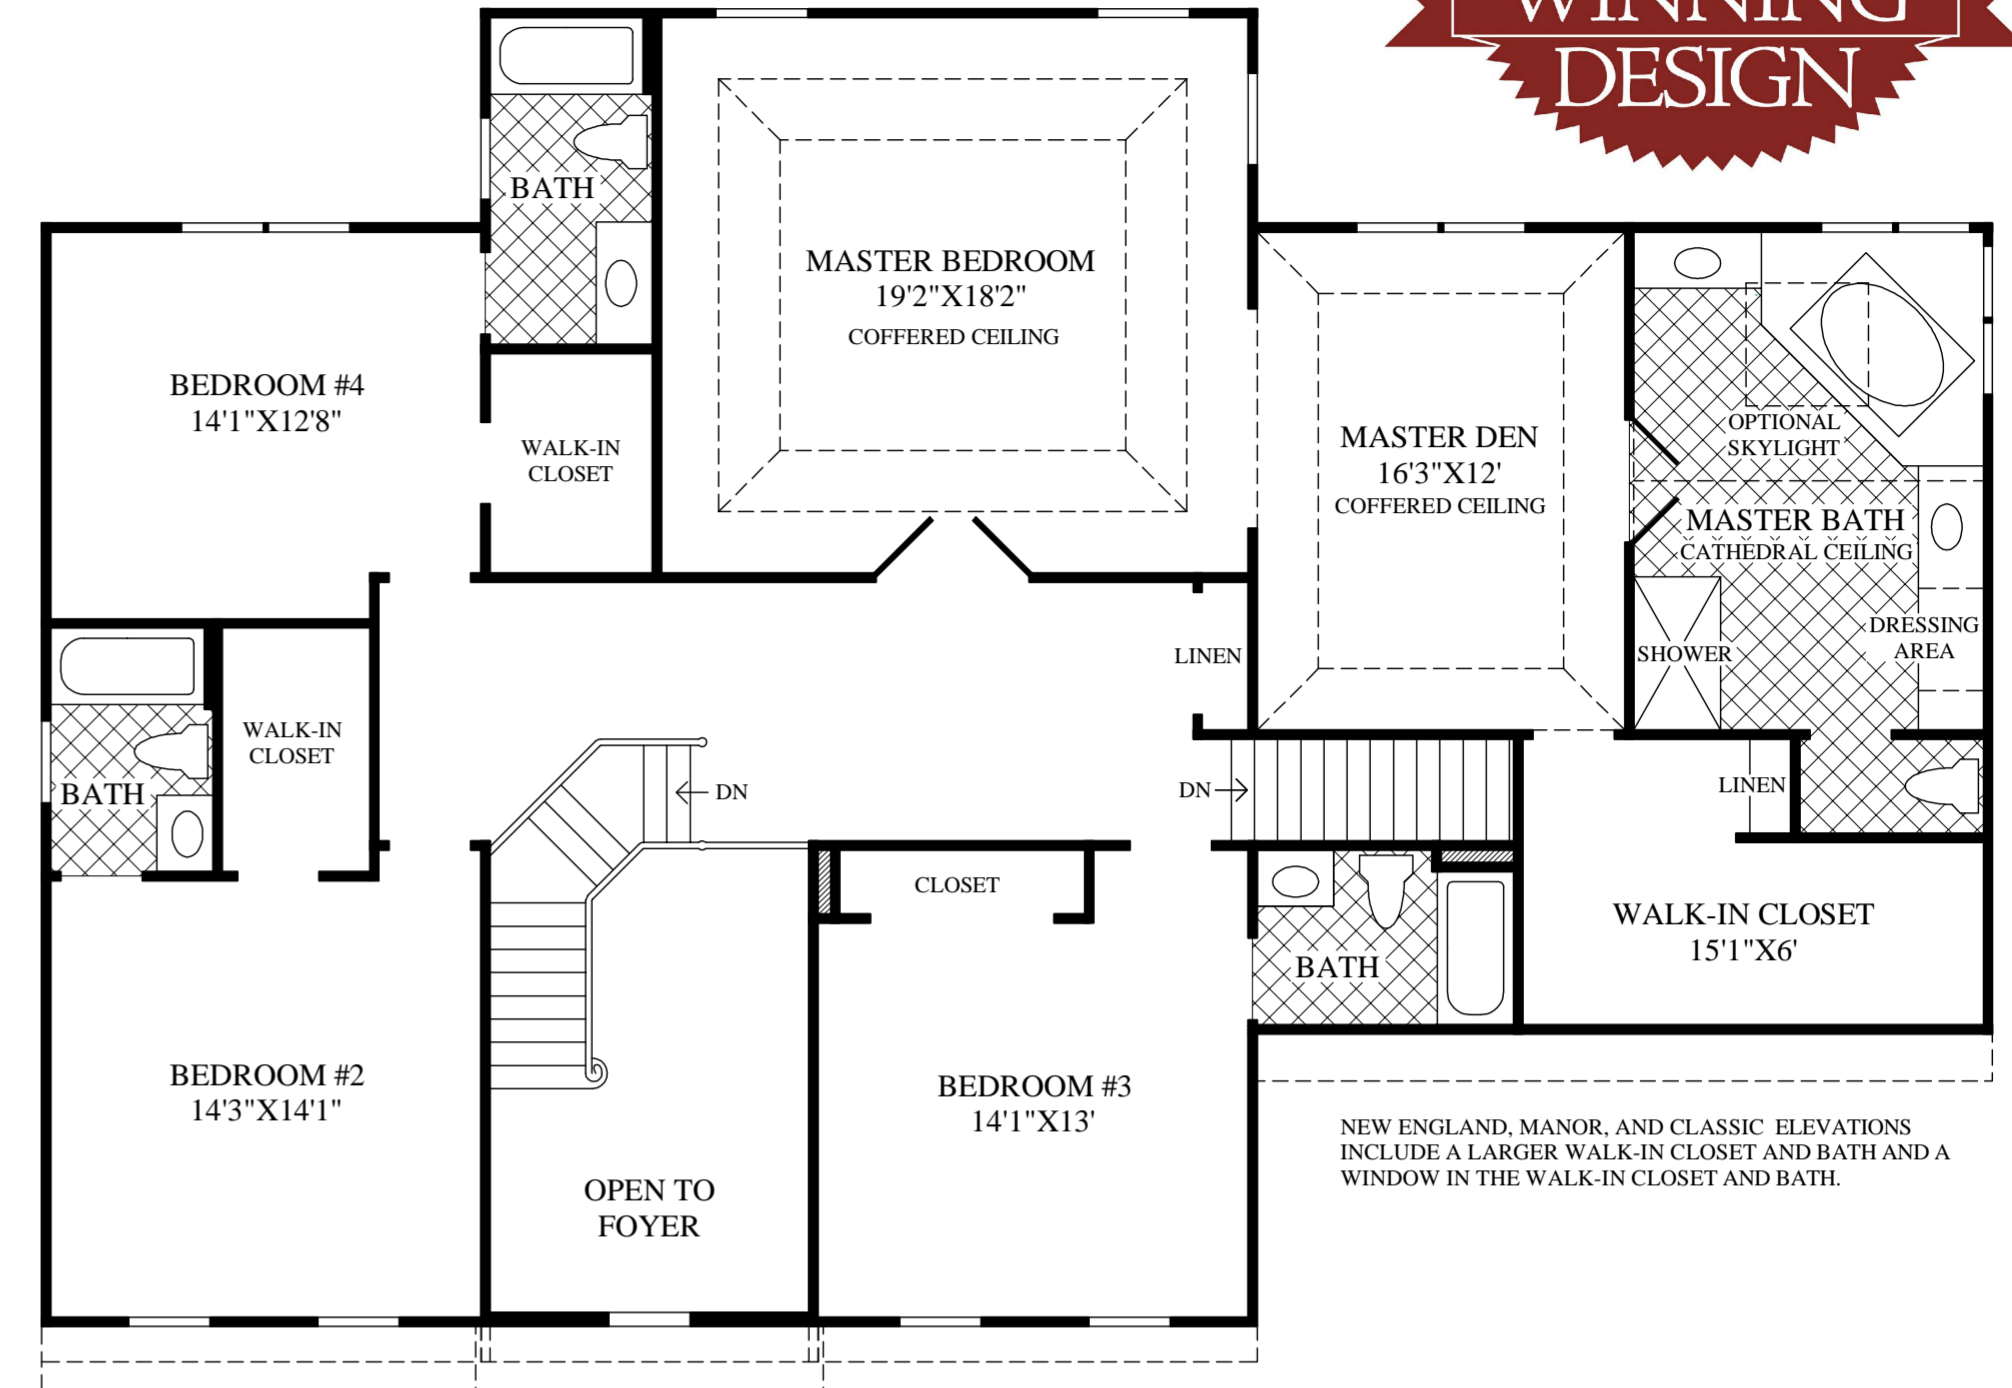 WINNING
DESIGN
BATH
MASTER BEDROOM
19'2"X18'2"
COFFERED CEILING
BEDROOM #4
14'1"X12'8"
WALK-IN
CLOSET
MASTER DEN
16'3"X12'
COFFERED CEILING
OPTIONAL
SKYLIGHT
MASTER BATH
CATHEDRAL CEILING
DRESSING
AREA
SHOWER
LINEN
WALK-IN
CLOSET
BATH
DN
DN
LINEN
CLOSET
BATH
WALK-IN CLOSET
15'1"X6'
BEDROOM #2
14'3"X14'1"
BEDROOM #3
14'1"X13'
OPEN TO
FOYER
NEW ENGLAND, MANOR, AND CLASSIC ELEVATIONS
INCLUDE A LARGER WALK-IN CLOSET AND BATH AND A
WINDOW IN THE WALK-IN CLOSET AND BATH.